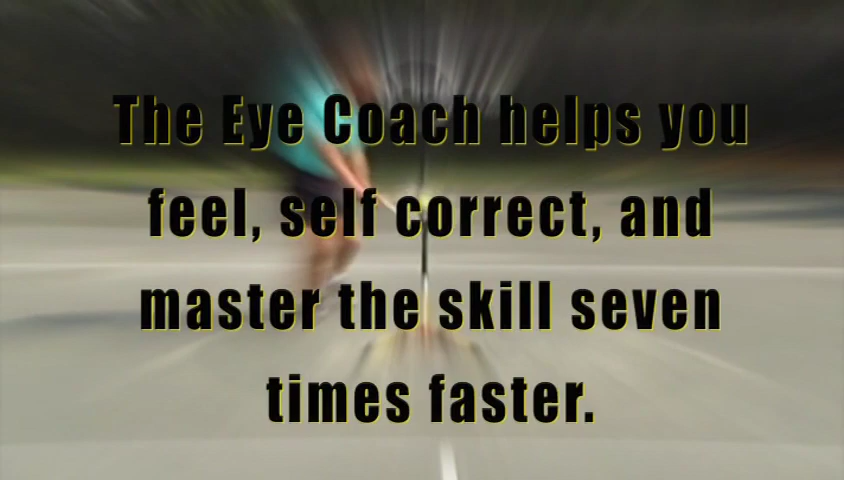 The Eye Coach helps you
feel, self correct, and
master the skill seven
times faster.